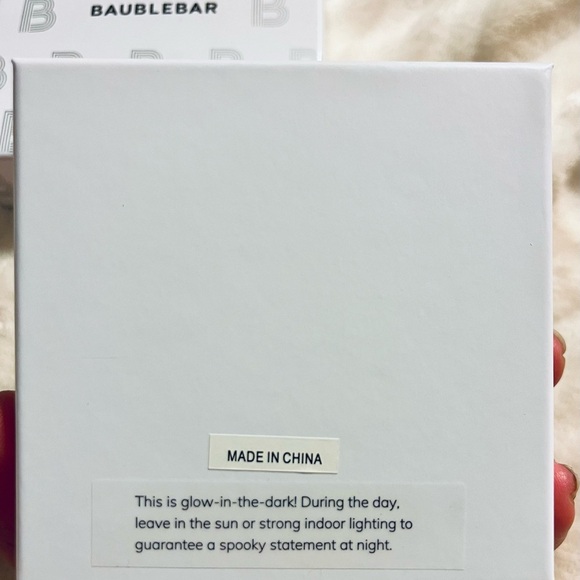 BAUBLEBAR
MADE IN CHINA
This is glow-in-the-dark! During the day,
leave in the sun or strong indoor lighting to
guarantee a spooky statement at night.